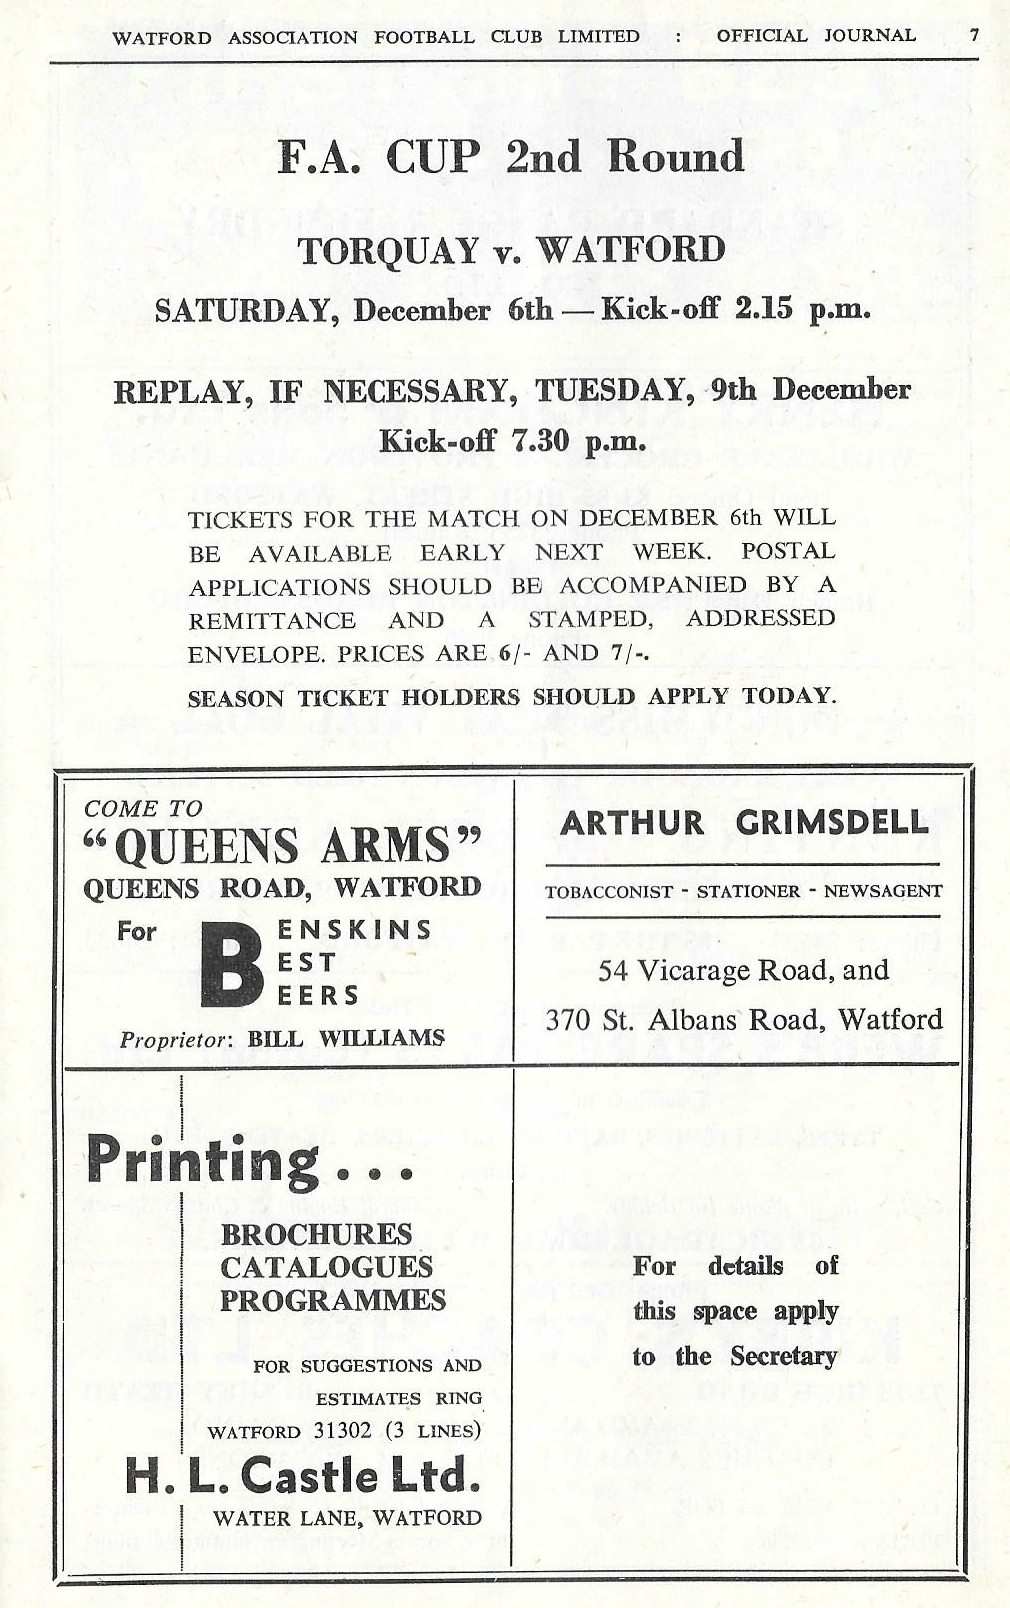 WATFORD ASSOCIATION FOOTBALL CLUB LIMITED : OFFICIAL JOURNAL 7
F.A. CUP 2nd Round
TORQUAY v. WATFORD
SATURDAY, December 6th — Kick-off 2.15 p.m.
REPLAY, IF NECESSARY, TUESDAY, 9th December
Kick-off 7.30 p.m.
TICKETS FOR THE MATCH ON DECEMBER 6th WILL
BE AVAILABLE EARLY NEXT WEEK. POSTAL
APPLICATIONS SHOULD BE ACCOMPANIED BY A
REMITTANCE AND A STAMPED, ADDRESSED
ENVELOPE. PRICES ARE 6/- AND 7/-.
SEASON TICKET HOLDERS SHOULD APPLY TODAY.
COME TO
“QUEENS ARMS”
QUEENS ROAD, WATFORD
For BENSKINS
BEST
BEERS
Proprietor: BILL WILLIAMS
ARTHUR GRIMSDELL
TOBACCONIST - STATIONER - NEWSAGENT
54 Vicarage Road, and
370 St. Albans Road, Watford
Printing...
BROCHURES
CATALOGUES
PROGRAMMES
FOR SUGGESTIONS AND
ESTIMATES RING
WATFORD 31302 (3 LINES)
H. L. Castle Ltd.
WATER LANE, WATFORD
For details of
this space apply
to the Secretary